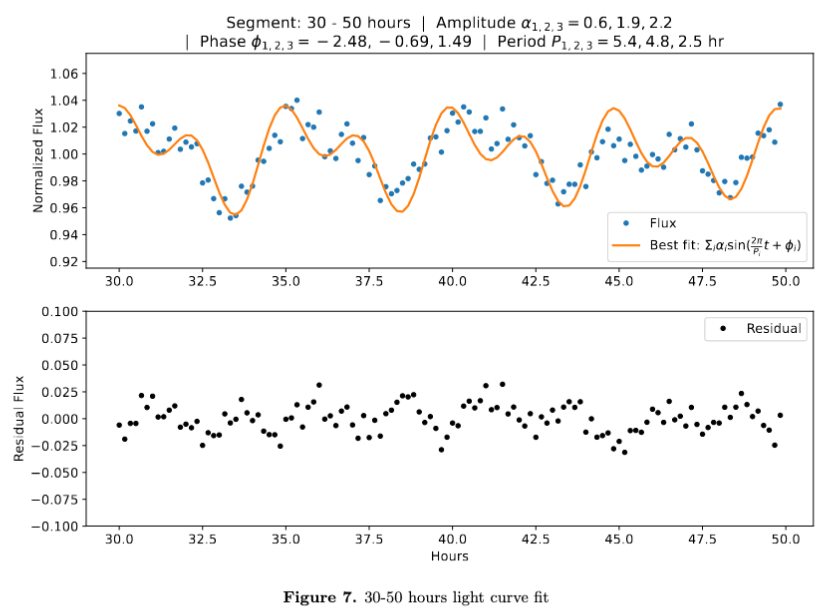 Segment: 30 - 50 hours | Amplitude α₁,₂,₃ = 0.6, 1.9, 2.2
| Phase ϕ₁,₂,₃ = −2.48, −0.69, 1.49 | Period P₁,₂,₃ = 5.4, 4.8, 2.5 hr
1.06
1.04
1.02
1.00
0.98
0.96
0.94
0.92
Normalized Flux
Flux
Best fit: Σᵢαᵢsin(2π/Pᵢ t + ϕᵢ)
30.0 32.5 35.0 37.5 40.0 42.5 45.0 47.5 50.0
0.100
0.075
0.050
0.025
0.000
−0.025
−0.050
−0.075
−0.100
Residual Flux
Residual
30.0 32.5 35.0 37.5 40.0 42.5 45.0 47.5 50.0
Hours
Figure 7. 30-50 hours light curve fit